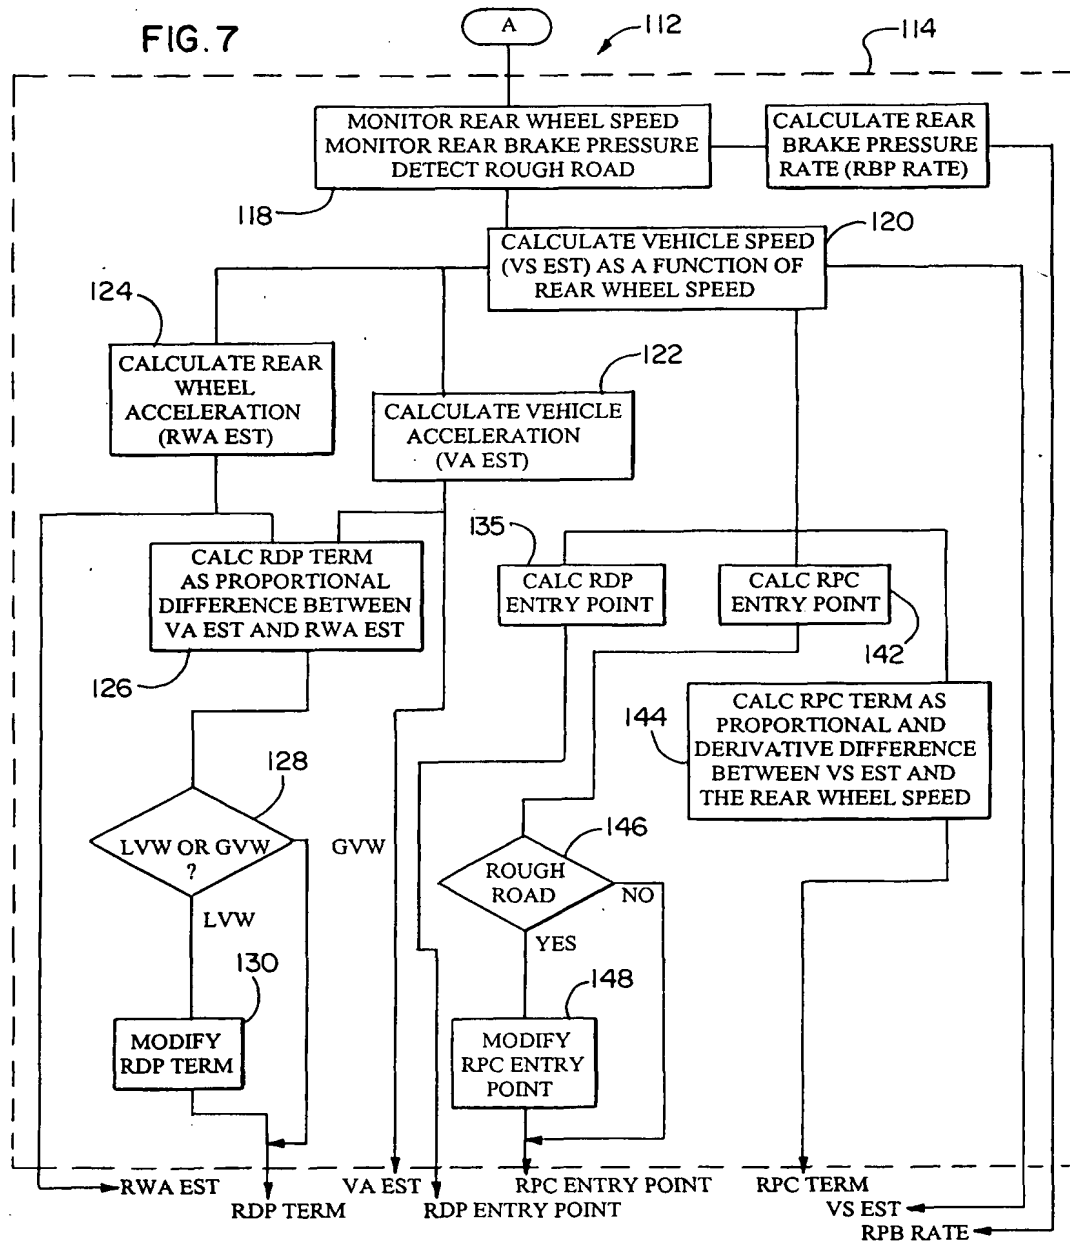 FIG. 7
A
112
114
MONITOR REAR WHEEL SPEED
MONITOR REAR BRAKE PRESSURE
DETECT ROUGH ROAD
CALCULATE REAR
BRAKE PRESSURE
RATE (RBP RATE)
118
120
CALCULATE VEHICLE SPEED
(VS EST) AS A FUNCTION OF
REAR WHEEL SPEED
124
CALCULATE REAR
WHEEL
ACCELERATION
(RWA EST)
122
CALCULATE VEHICLE
ACCELERATION
(VA EST)
135
CALC RDP TERM
AS PROPORTIONAL
DIFFERENCE BETWEEN
VA EST AND RWA EST
126
CALC RDP
ENTRY POINT
CALC RPC
ENTRY POINT
142
144
CALC RPC TERM AS
PROPORTIONAL AND
DERIVATIVE DIFFERENCE
BETWEEN VS EST AND
THE REAR WHEEL SPEED
128
LVW OR GVW
?
GVW
LVW
146
ROUGH
ROAD
NO
YES
130
MODIFY
RDP TERM
148
MODIFY
RPC ENTRY
POINT
RWA EST
RDP TERM
VA EST
RDP ENTRY POINT
RPC ENTRY POINT
RPC TERM
VS EST
RPB RATE